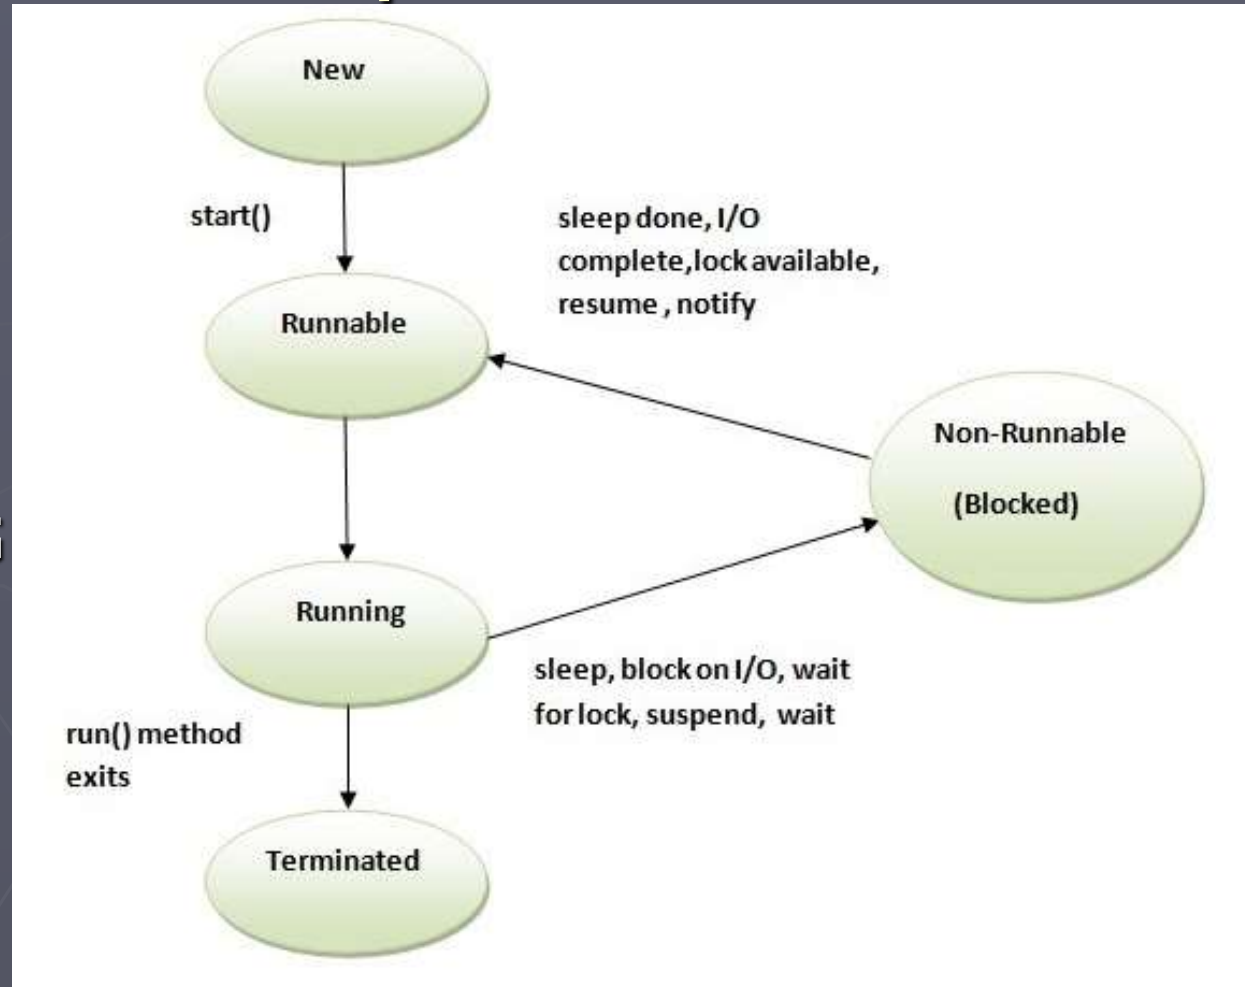 New
start()
sleep done, I/O
complete,lock available,
resume , notify
Runnable
Non-Runnable
(Blocked)
Running
sleep, block on I/O, wait
for lock, suspend, wait
run() method
exits
Terminated